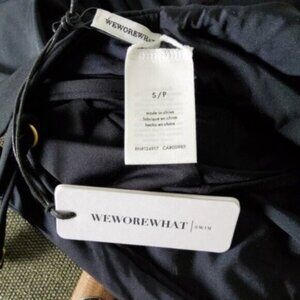 WEWOREWHAT
S/P
made in china
fabriqué en chine
hecho en china
WEWOREWHAT | SWIM